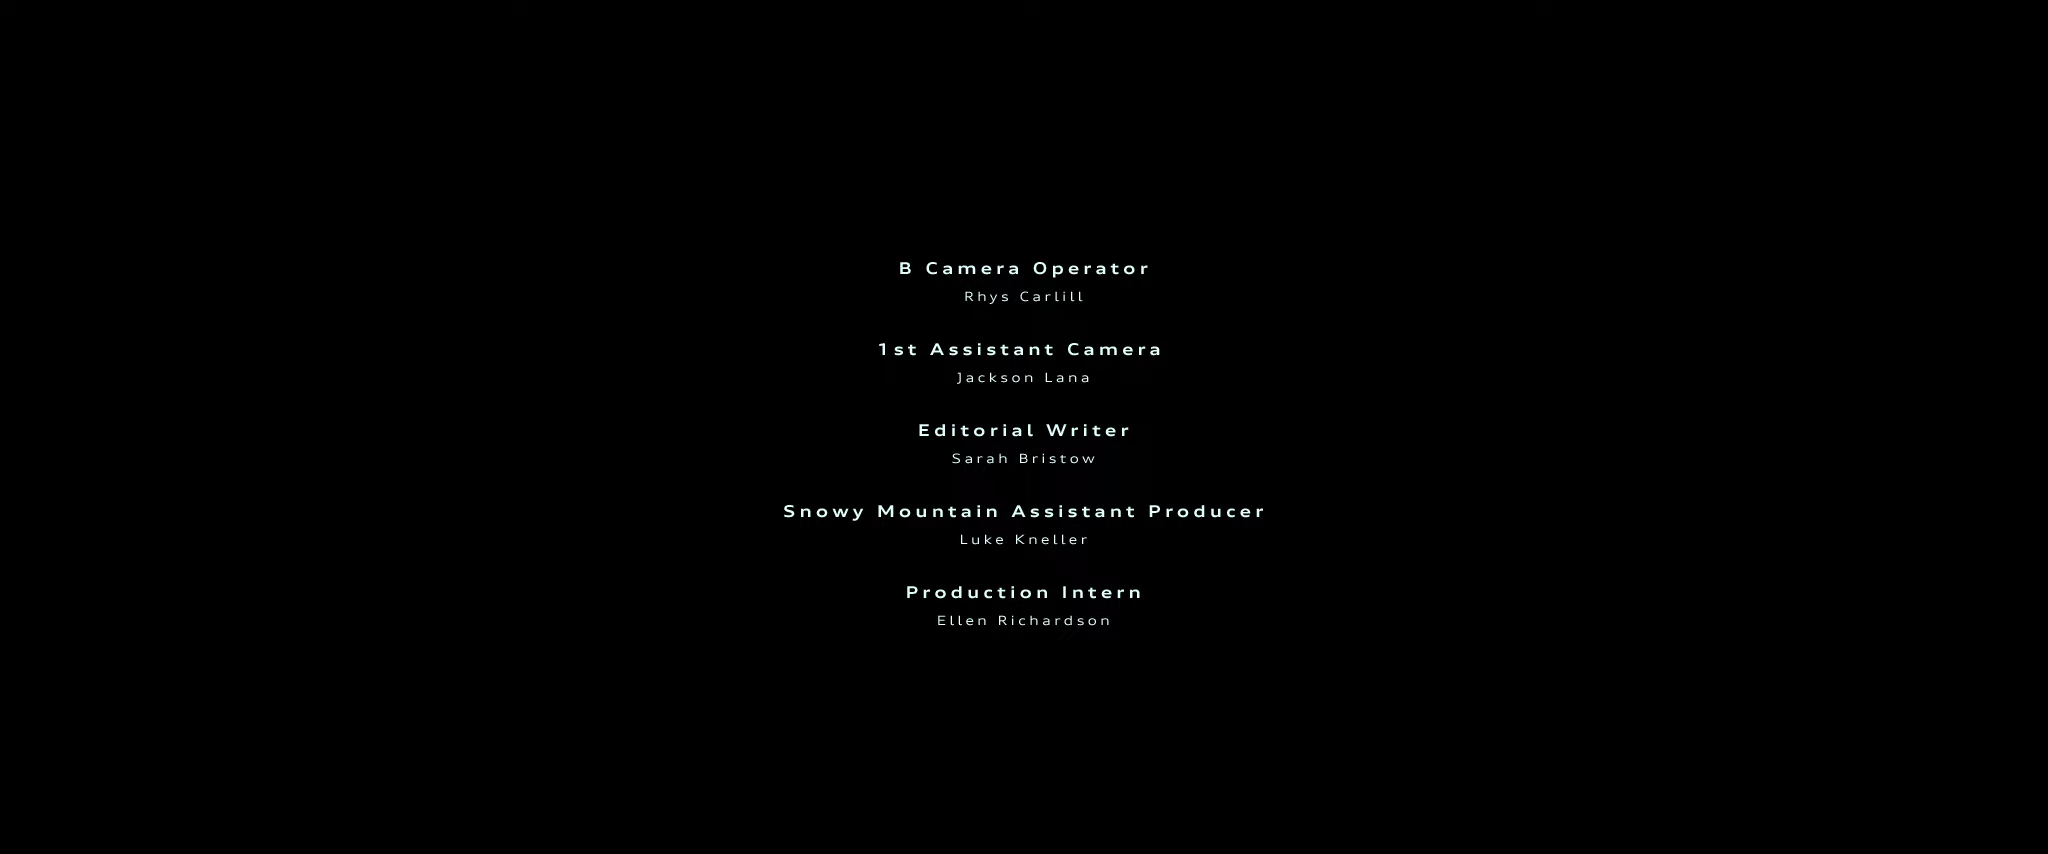 B Camera Operator
Rhys Carlill
1st Assistant Camera
Jackson Lana
Editorial Writer
Sarah Bristow
Snowy Mountain Assistant Producer
Luke Kneller
Production Intern
Ellen Richardson